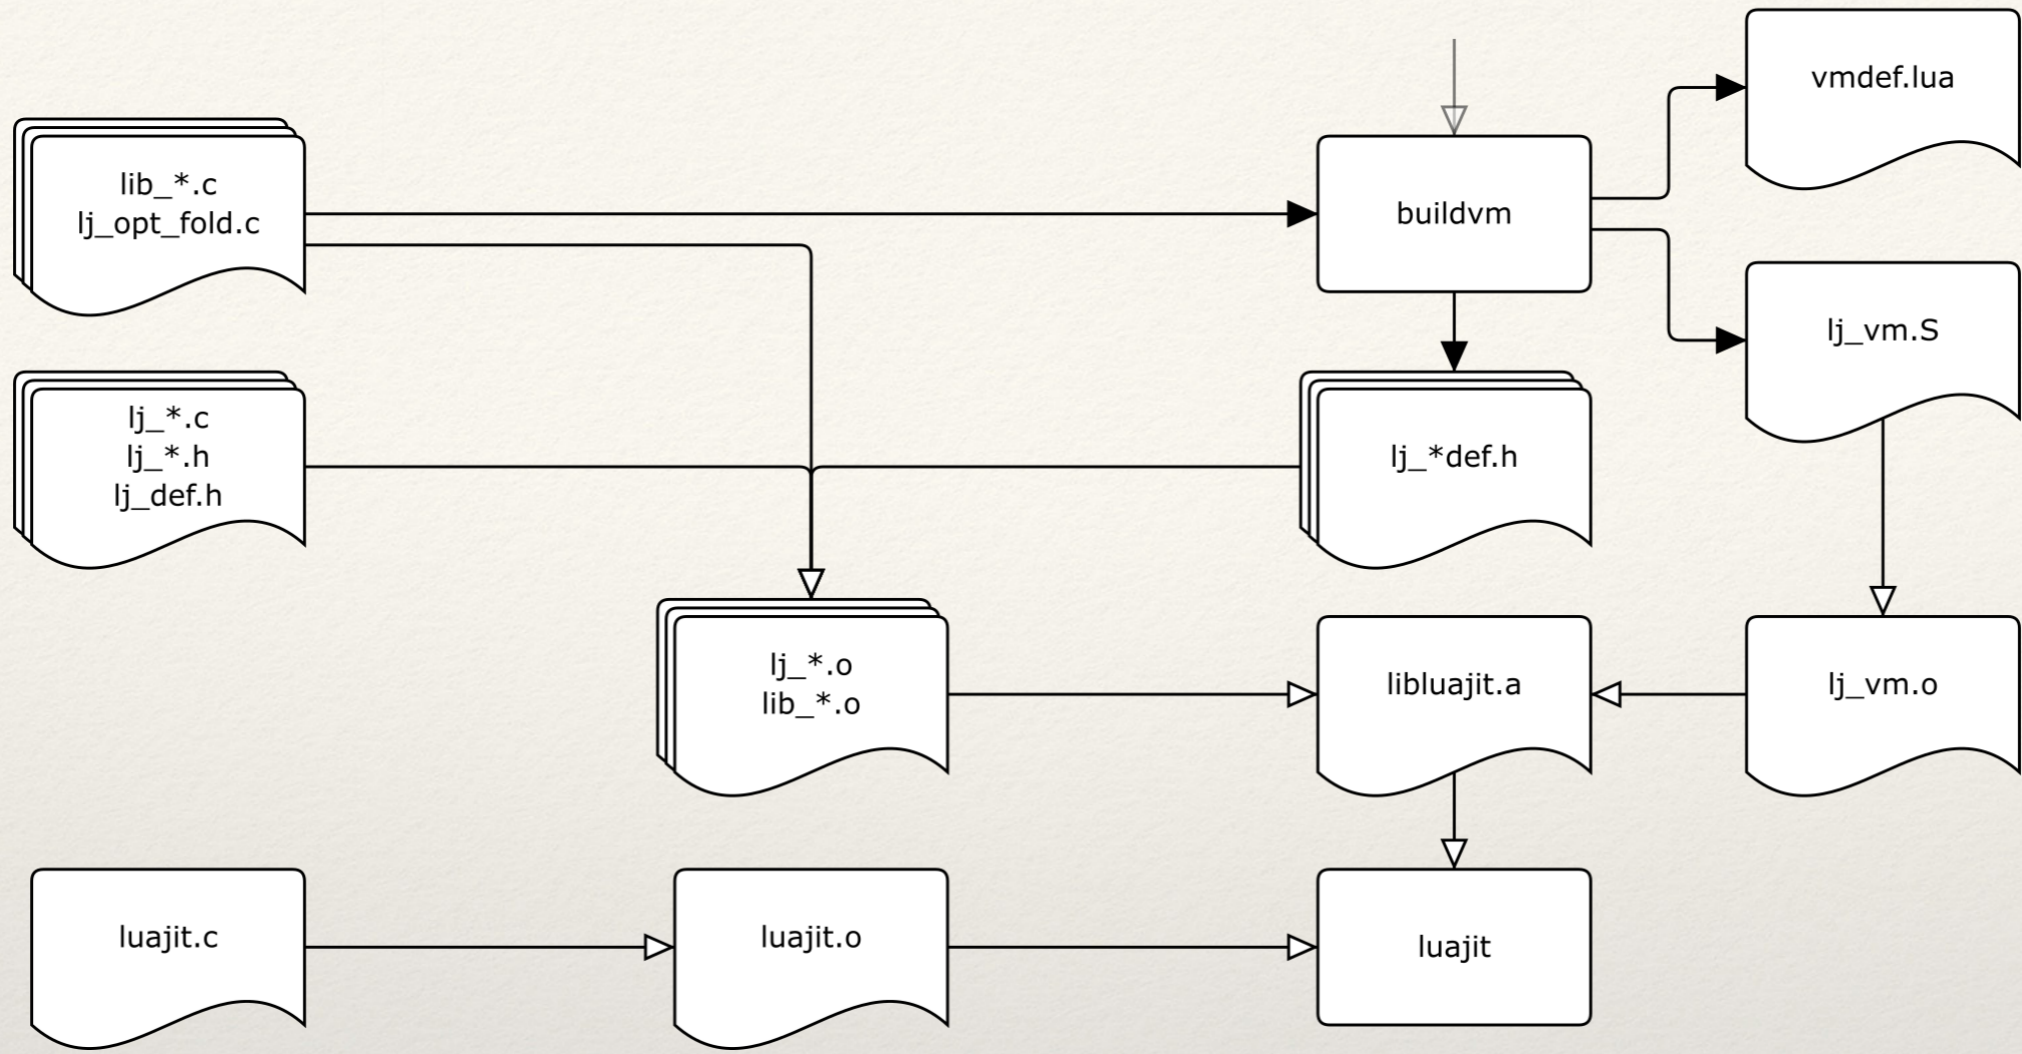 vmdef.lua
lib_*.c
lj_opt_fold.c
buildvm
lj_vm.S
lj_*.c
lj_*.h
lj_def.h
lj_*def.h
lj_*.o
lib_*.o
libluajit.a
lj_vm.o
luajit.c
luajit.o
luajit